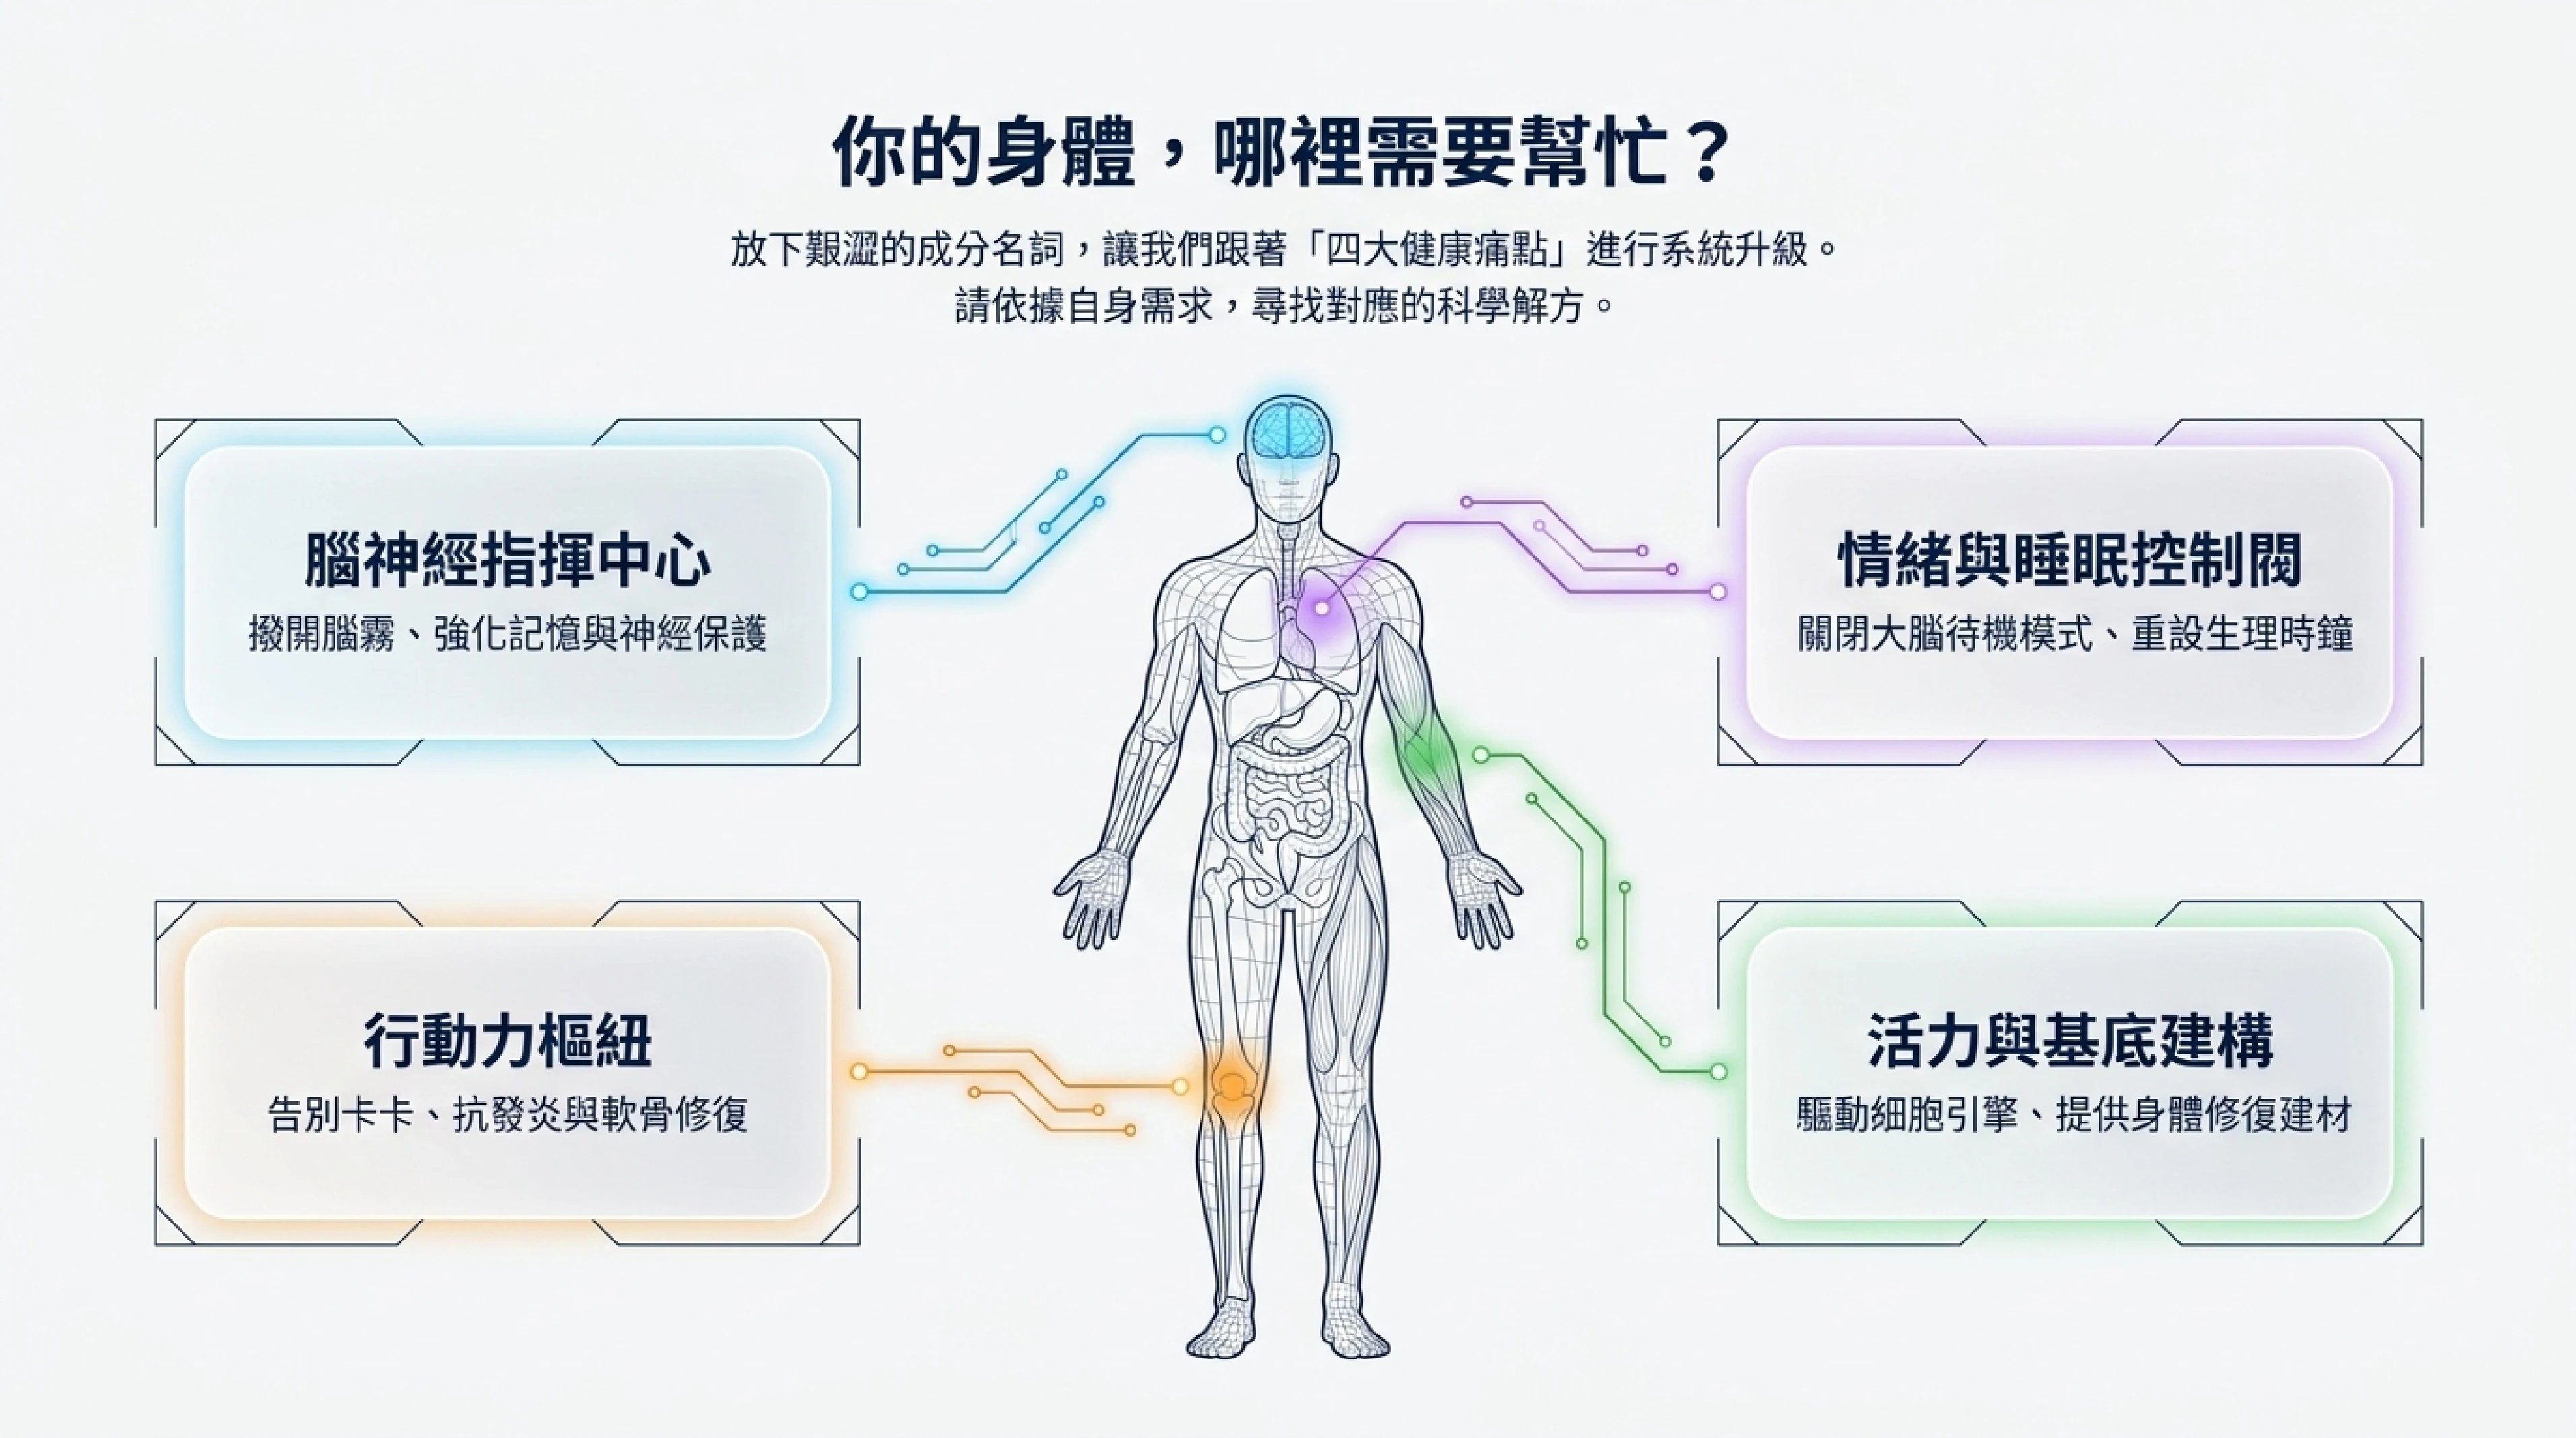 你的身體，哪裡需要幫忙？
放下艱澀的成分名詞，讓我們跟著「四大健康痛點」進行系統升級。
請依據自身需求，尋找對應的科學解方。
腦神經指揮中心
撥開腦霧、強化記憶與神經保護
情緒與睡眠控制閥
關閉大腦待機模式、重設生理時鐘
行動力樞紐
告別卡卡、抗發炎與軟骨修復
活力與基底建構
驅動細胞引擎、提供身體修復建材